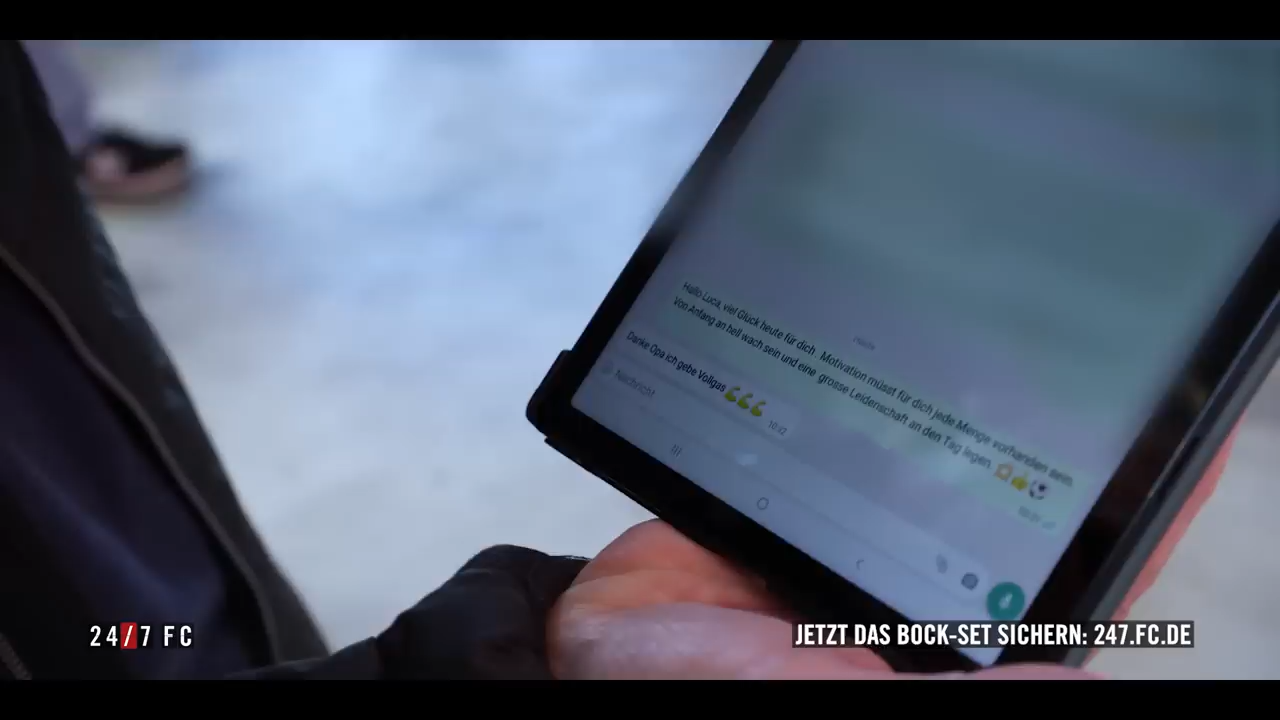 Heute
Hallo Luca, viel Glück heute für dich . Motivation müsst für dich jede Menge vorhanden sein.
Von Anfang an hell wach sein und eine grosse Leidenschaft an den Tag legen.
Danke Opa ich gebe Vollgas 💪💪💪 10:42
Nachricht
24/7 FC
JETZT DAS BOCK-SET SICHERN: 247.FC.DE